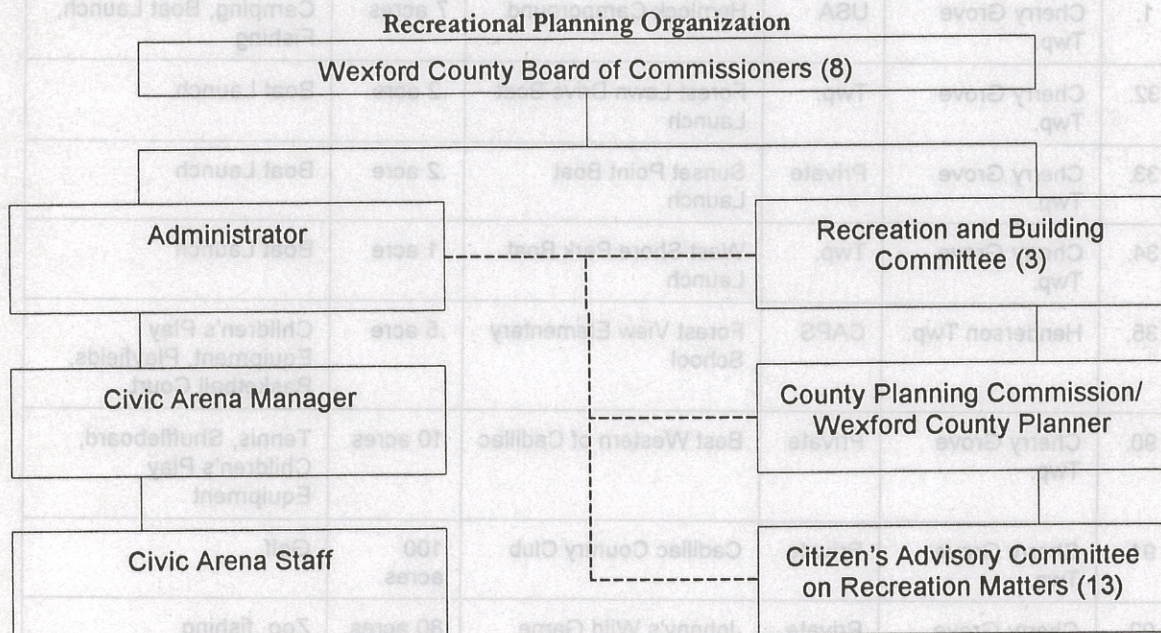 Recreational Planning Organization
Wexford County Board of Commissioners (8)
Administrator
Recreation and Building
Committee (3)
Civic Arena Manager
County Planning Commission/
Wexford County Planner
Civic Arena Staff
Citizen's Advisory Committee
on Recreation Matters (13)